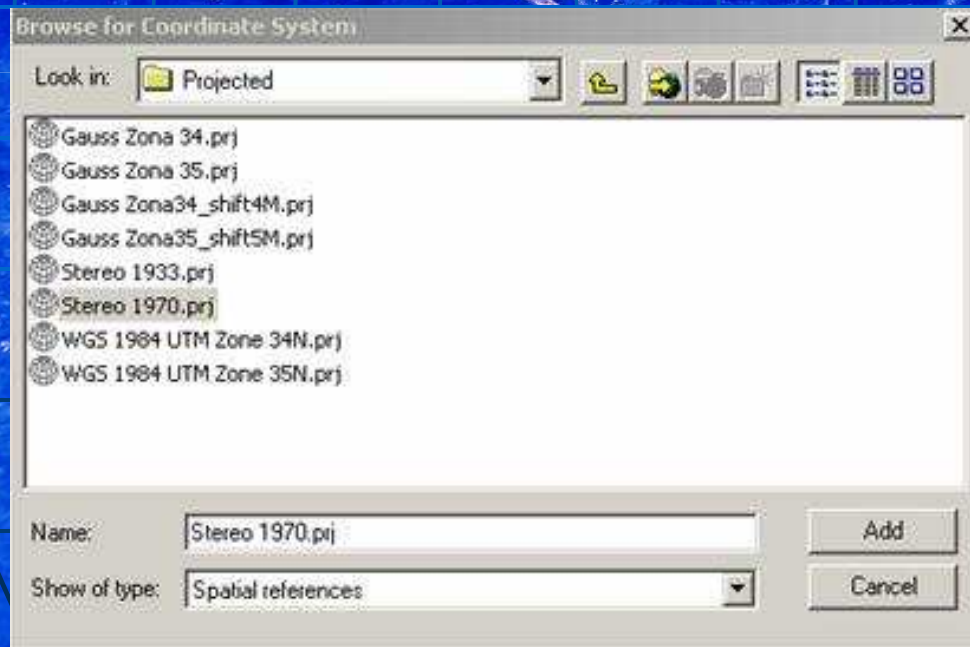 Browse for Coordinate System
Look in: Projected
Gauss Zona 34.prj
Gauss Zona 35.prj
Gauss Zona34_shift4M.prj
Gauss Zona35_shift5M.prj
Stereo 1933.prj
Stereo 1970.prj
WGS 1984 UTM Zone 34N.prj
WGS 1984 UTM Zone 35N.prj
Name: Stereo 1970.prj Add
Show of type: Spatial references Cancel